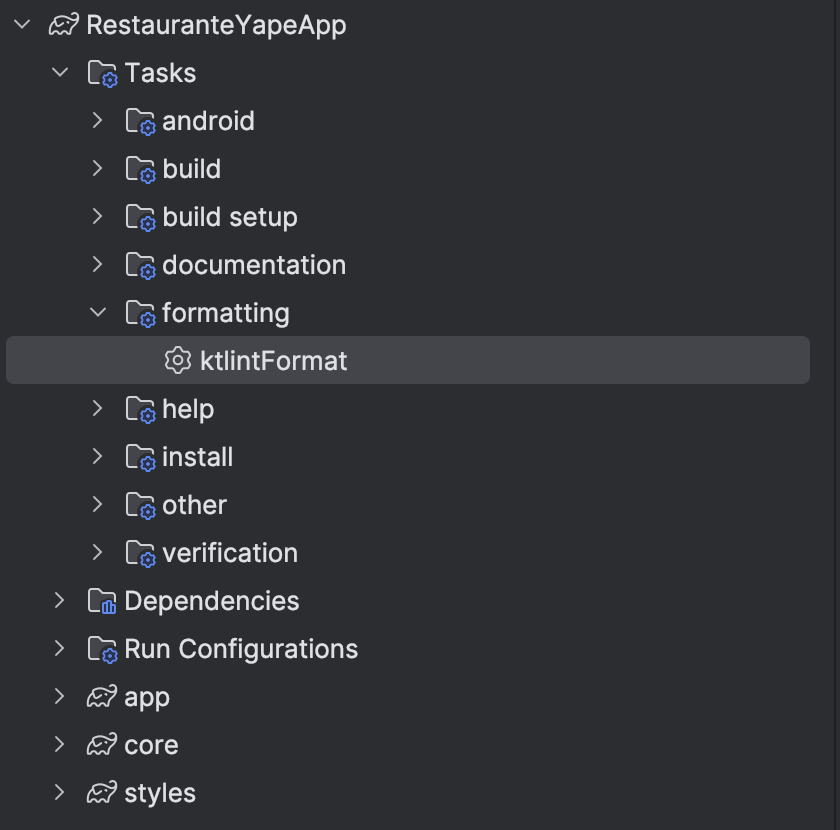 RestauranteYapeApp
Tasks
android
build
build setup
documentation
formatting
ktlintFormat
help
install
other
verification
Dependencies
Run Configurations
app
core
styles